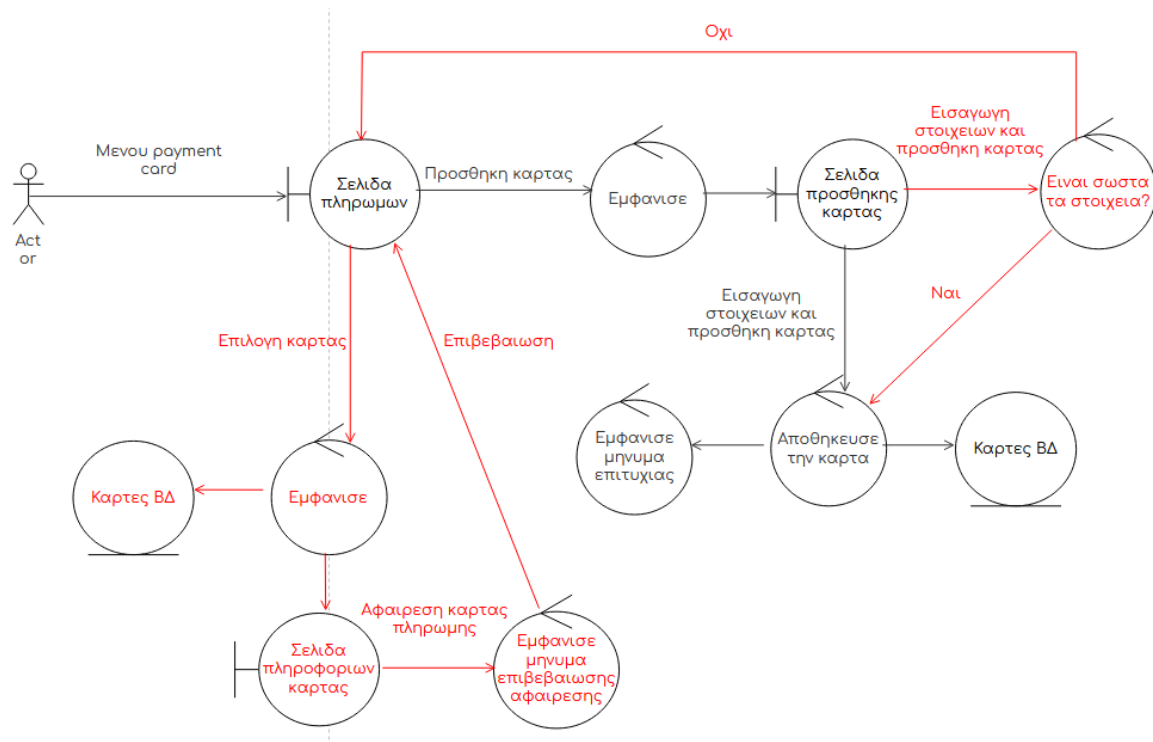 Οχι
Μενου payment
card
Act
or
Σελιδα
πληρωμων
Προσθηκη καρτας
Εμφανισε
Σελιδα
προσθηκης
καρτας
Εισαγωγη
στοιχειων και
προσθηκη καρτας
Ειναι σωστα
τα στοιχεια?
Ναι
Εισαγωγη
στοιχειων και
προσθηκη καρτας
Επιλογη καρτας
Επιβεβαιωση
Εμφανισε
μηνυμα
επιτυχιας
Αποθηκευσε
την καρτα
Καρτες ΒΔ
Καρτες ΒΔ
Εμφανισε
Σελιδα
πληροφοριων
καρτας
Αφαιρεση καρτας
πληρωμης
Εμφανισε
μηνυμα
επιβεβαιωσης
αφαιρεσης